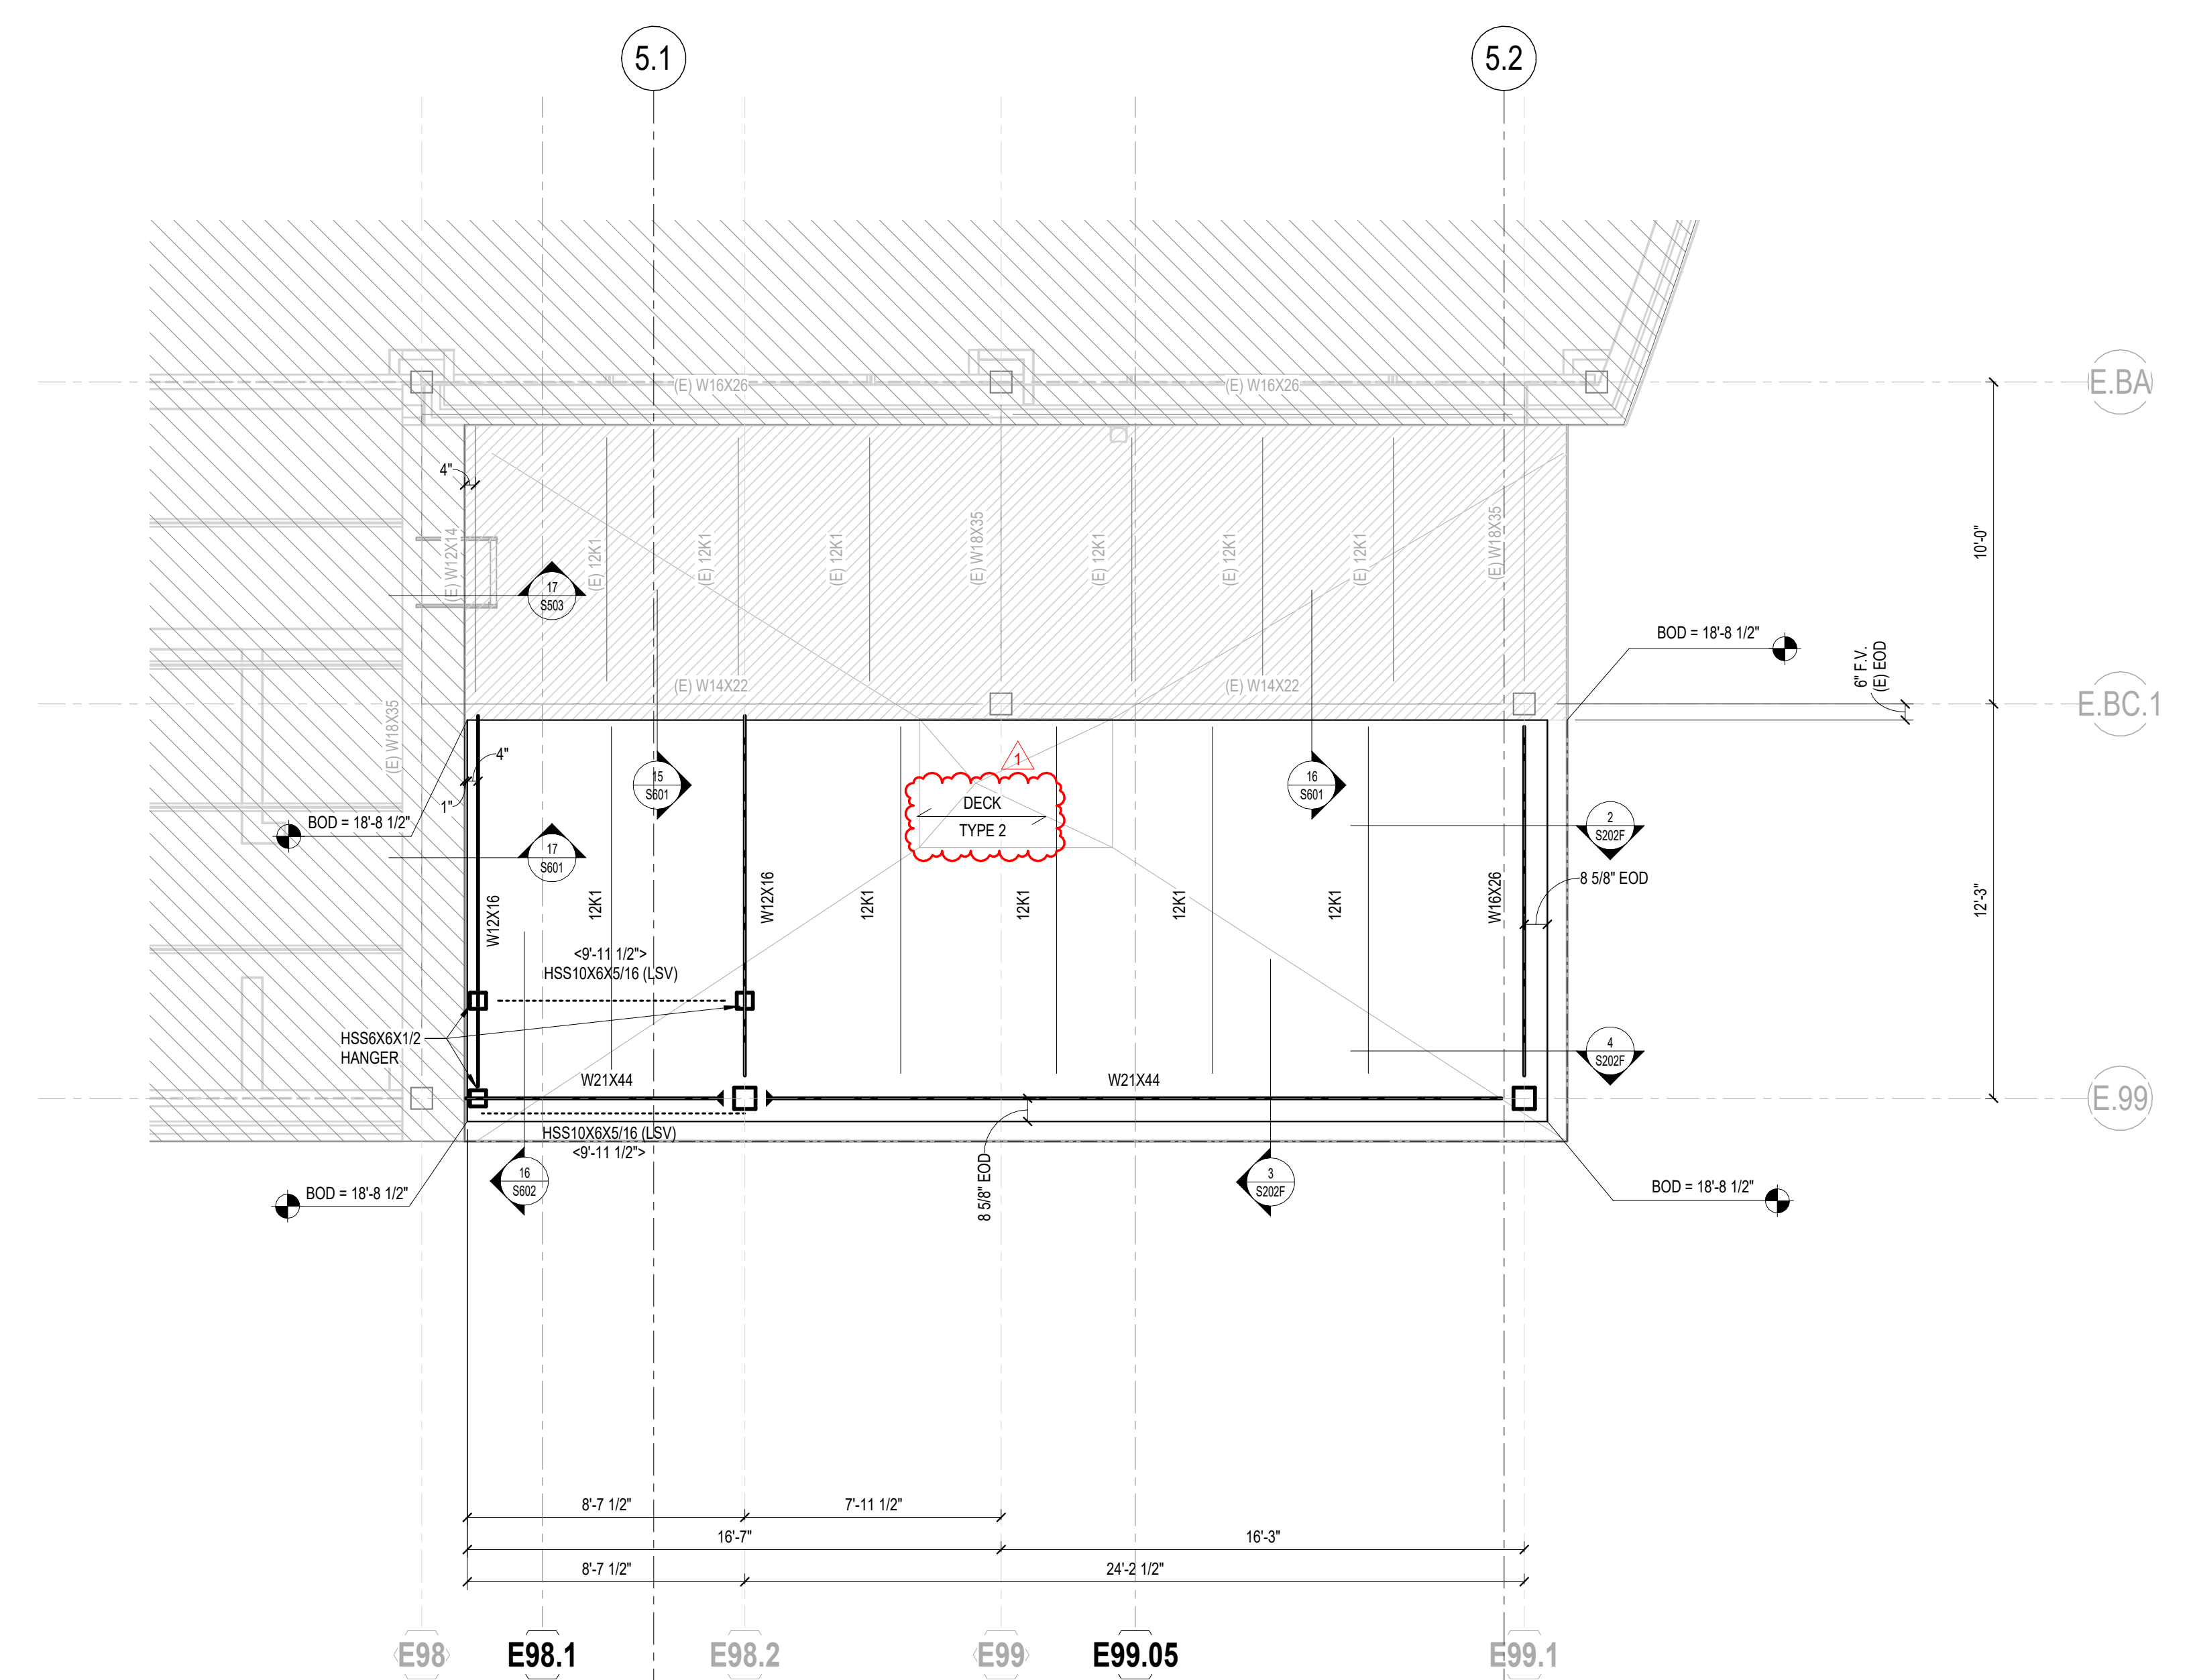 5.1
5.2
(E) W16X26
(E) W16X26
E.BA
4"
(E) W12X14
(E) 12K1
(E) 12K1
(E) 12K1
(E) W18X35
(E) 12K1
(E) 12K1
(E) 12K1
(E) W18X35
10'-0"
17
S503
BOD = 18'-8 1/2"
6" F.V.
(E) EOD
(E) W14X22
(E) W14X22
E.BC.1
(E) W18X35
4"
1"
15
S601
1
DECK
TYPE 2
16
S601
BOD = 18'-8 1/2"
2
S202F
17
S601
8 5/8" EOD
W12X16
12K1
W12X16
12K1
12K1
12K1
12K1
W16X26
12'-3"
<9'-11 1/2">
HSS10X6X5/16 (LSV)
HSS6X6X1/2
HANGER
4
S202F
W21X44
W21X44
E.99
HSS10X6X5/16 (LSV)
<9'-11 1/2">
8 5/8" EOD
16
S602
3
S202F
BOD = 18'-8 1/2"
BOD = 18'-8 1/2"
8'-7 1/2"
7'-11 1/2"
16'-7"
16'-3"
8'-7 1/2"
24'-2 1/2"
E98
E98.1
E98.2
E99
E99.05
E99.1